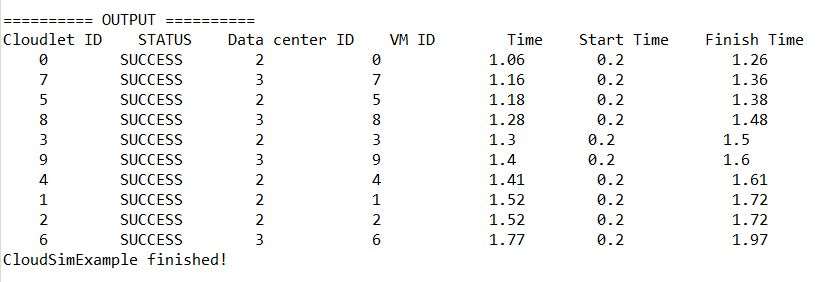 ========== OUTPUT ==========
Cloudlet ID    STATUS    Data center ID    VM ID        Time    Start Time    Finish Time
    0        SUCCESS        2            0            1.06        0.2            1.26
    7        SUCCESS        3            7            1.16        0.2            1.36
    5        SUCCESS        2            5            1.18        0.2            1.38
    8        SUCCESS        3            8            1.28        0.2            1.48
    3        SUCCESS        2            3            1.3        0.2            1.5
    9        SUCCESS        3            9            1.4        0.2            1.6
    4        SUCCESS        2            4            1.41        0.2            1.61
    1        SUCCESS        2            1            1.52        0.2            1.72
    2        SUCCESS        2            2            1.52        0.2            1.72
    6        SUCCESS        3            6            1.77        0.2            1.97
CloudSimExample finished!